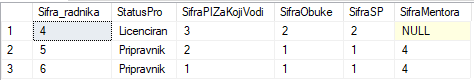 Sifra_radnika StatusPro SifraPIZaKojiVodi SifraObuke SifraSP SifraMentora
1 4 Licenciran 3 2 2 NULL
2 5 Pripravnik 2 1 1 4
3 6 Pripravnik 1 1 1 4